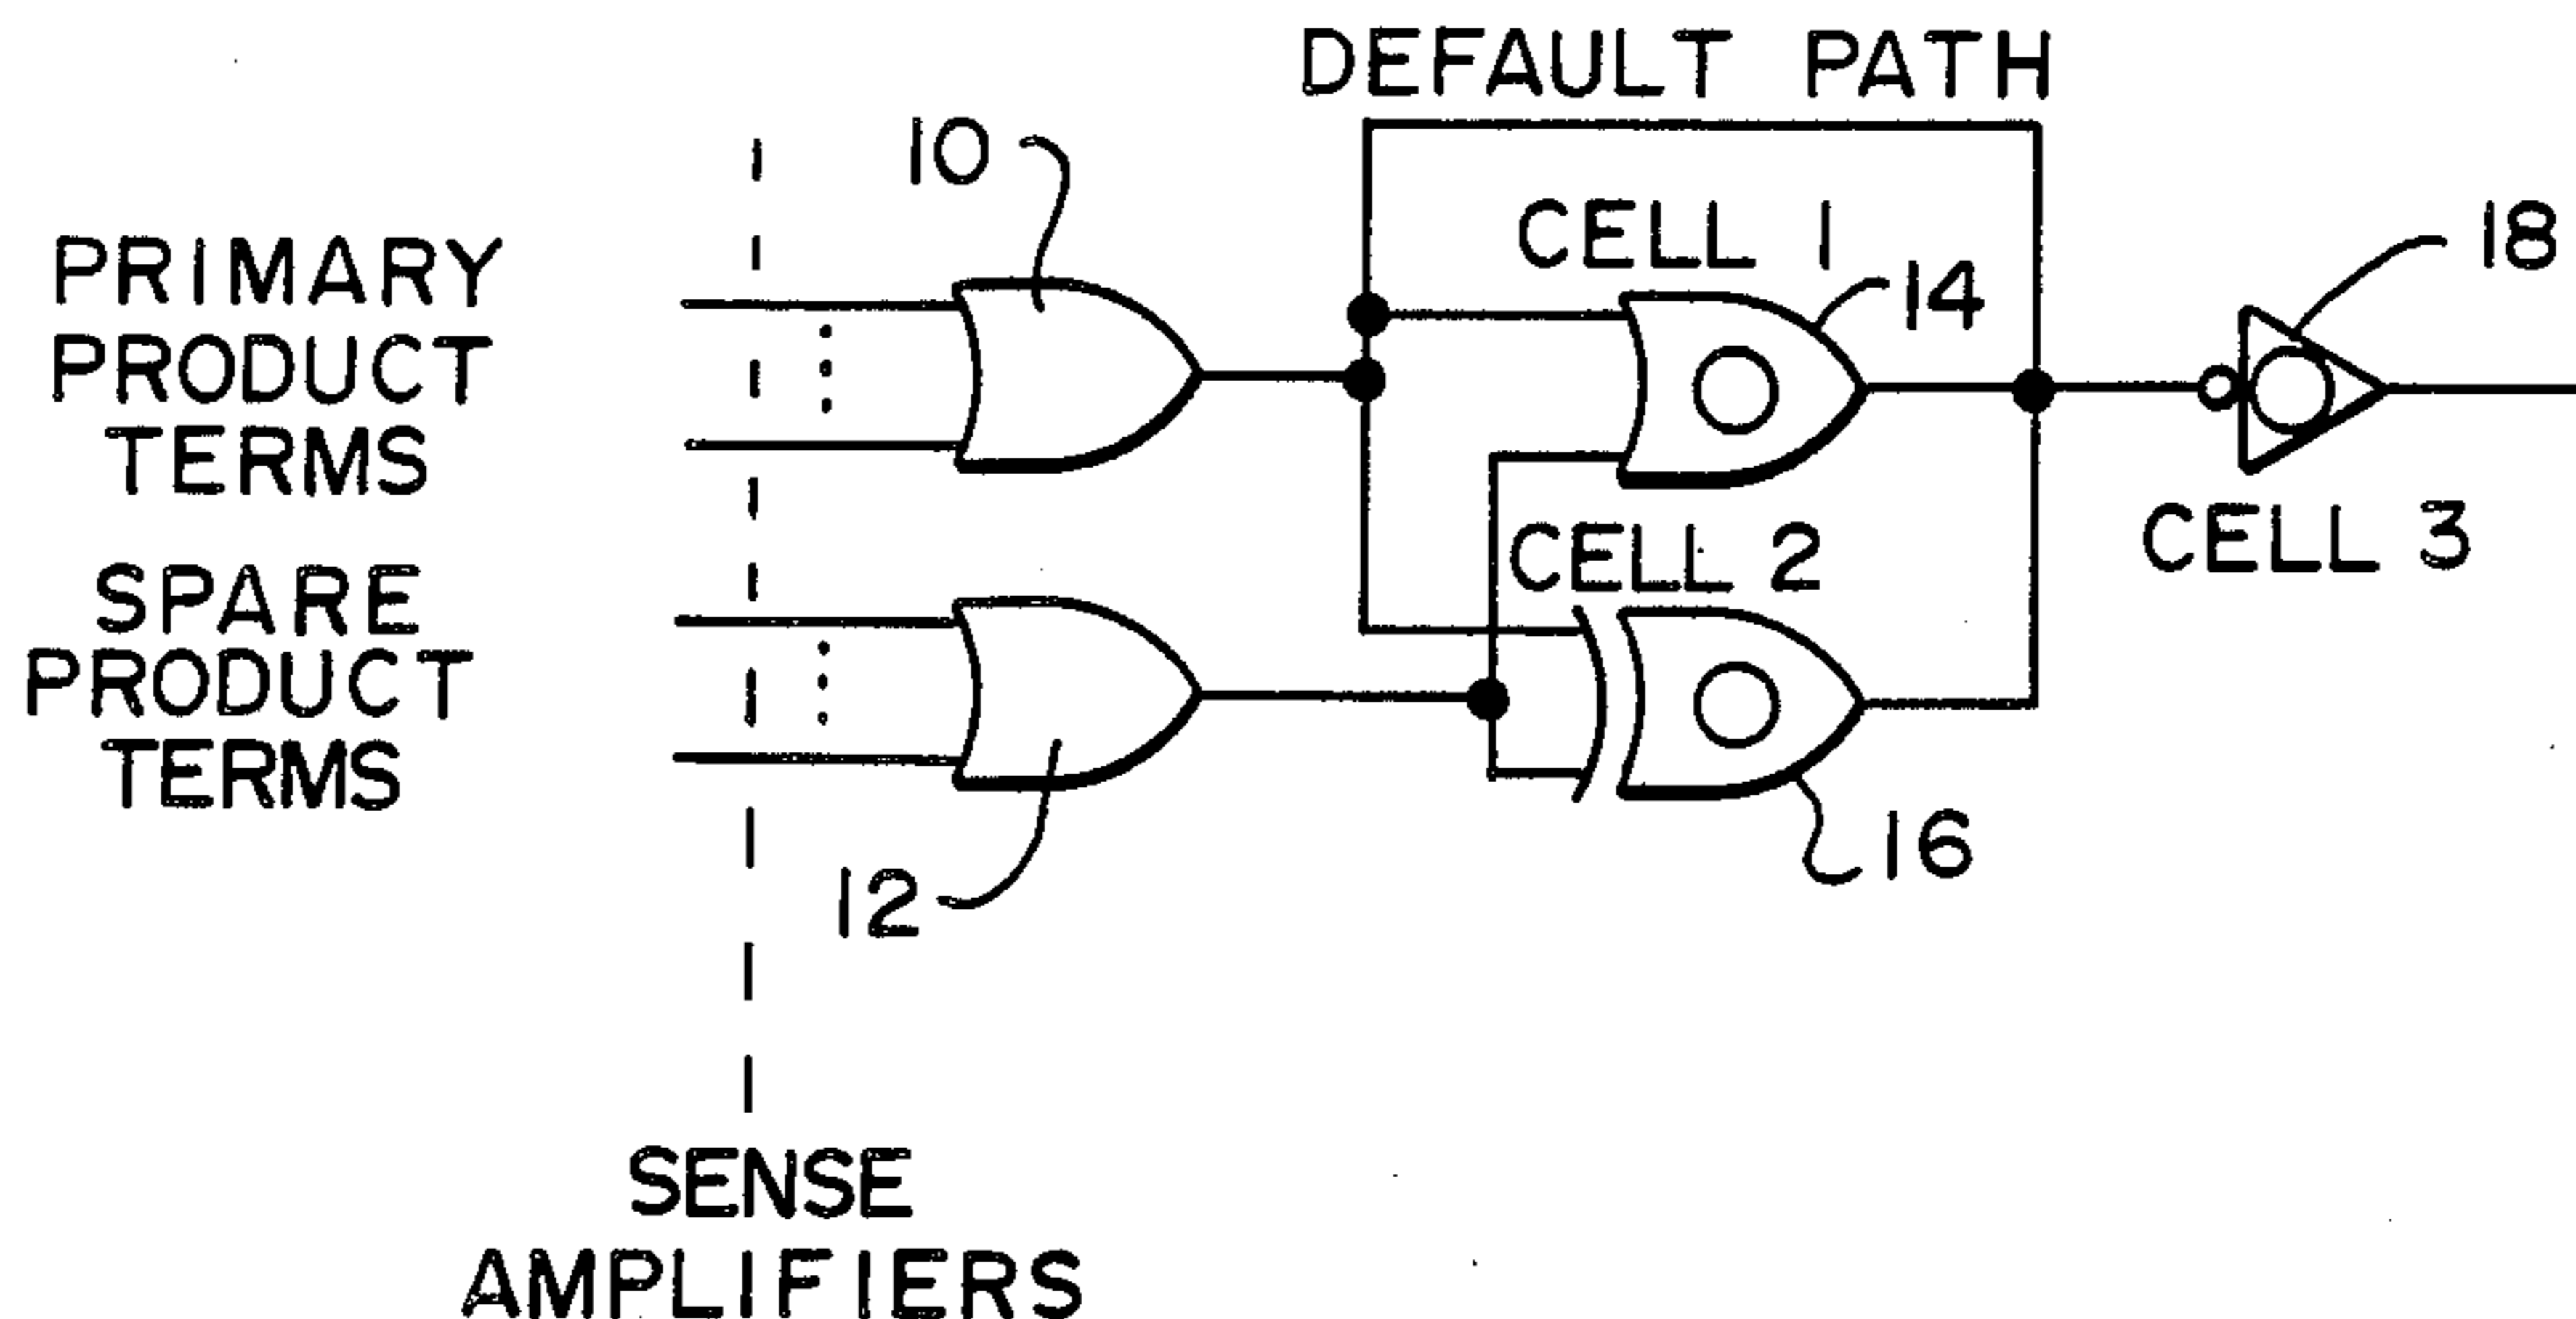 DEFAULT PATH
10
CELL 1
14
18
PRIMARY
PRODUCT
TERMS
CELL 2
CELL 3
SPARE
PRODUCT
TERMS
12
16
SENSE
AMPLIFIERS